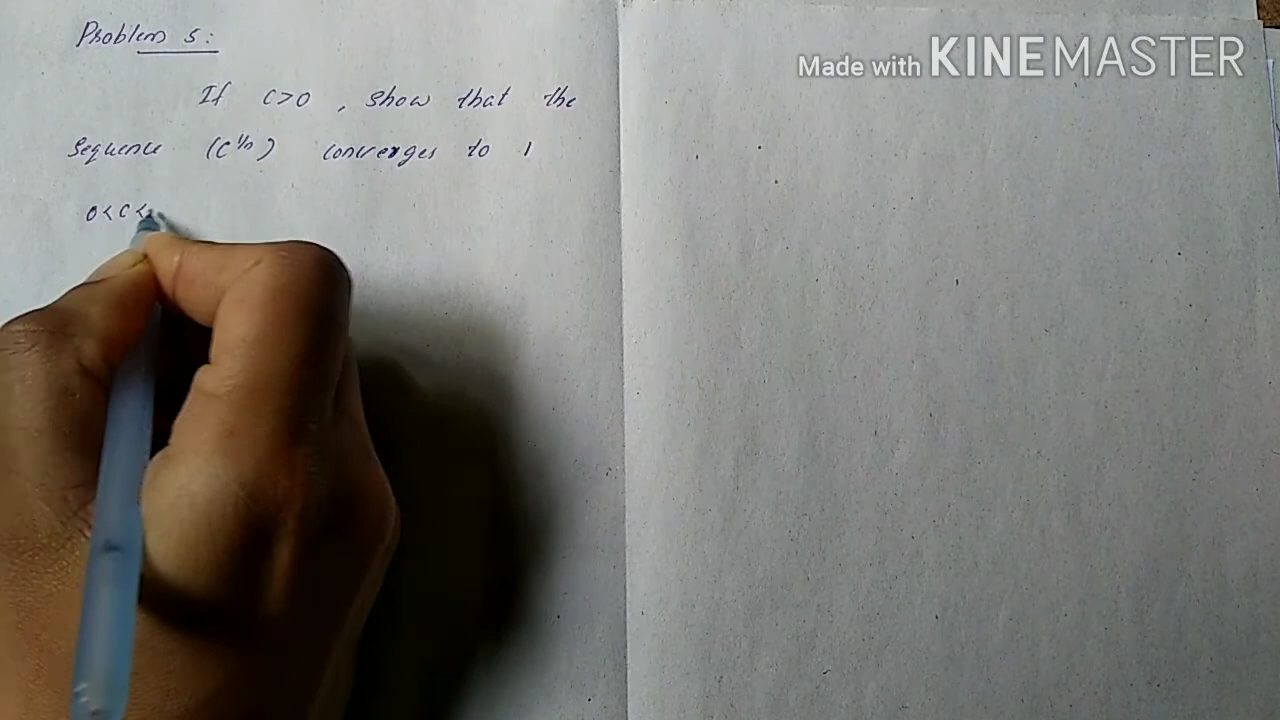 Problem 5:
Made with KINEMASTER
If C>0, show that the
sequence (C^1/n) converges to 1
0<C<